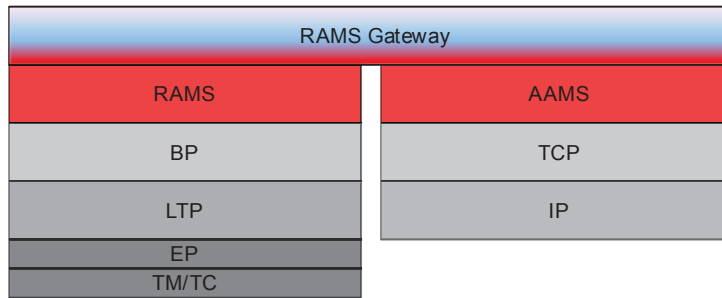 RAMS Gateway
RAMS
AAMS
BP
TCP
LTP
IP
EP
TM/TC